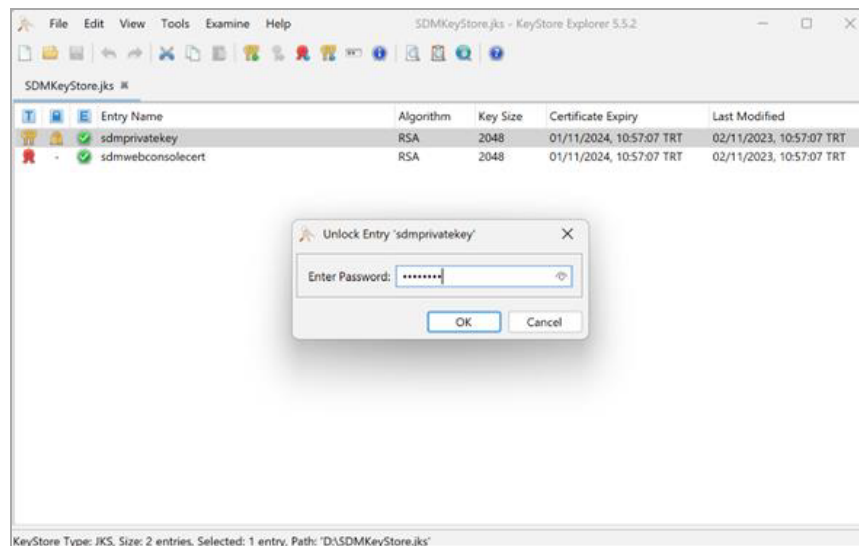 File Edit View Tools Examine Help
SDMKeyStore.jks - KeyStore Explorer 5.5.2
SDMKeyStore.jks
T E Entry Name Algorithm Key Size Certificate Expiry Last Modified
sdmprivatekey RSA 2048 01/11/2024, 10:57:07 TRT 02/11/2023, 10:57:07 TRT
- sdmwebconsolecert RSA 2048 01/11/2024, 10:57:07 TRT 02/11/2023, 10:57:07 TRT
Unlock Entry 'sdmprivatekey'
Enter Password: ••••••••
OK Cancel
KeyStore Type: JKS, Size: 2 entries, Selected: 1 entry, Path: 'D:\SDMKeyStore.jks'